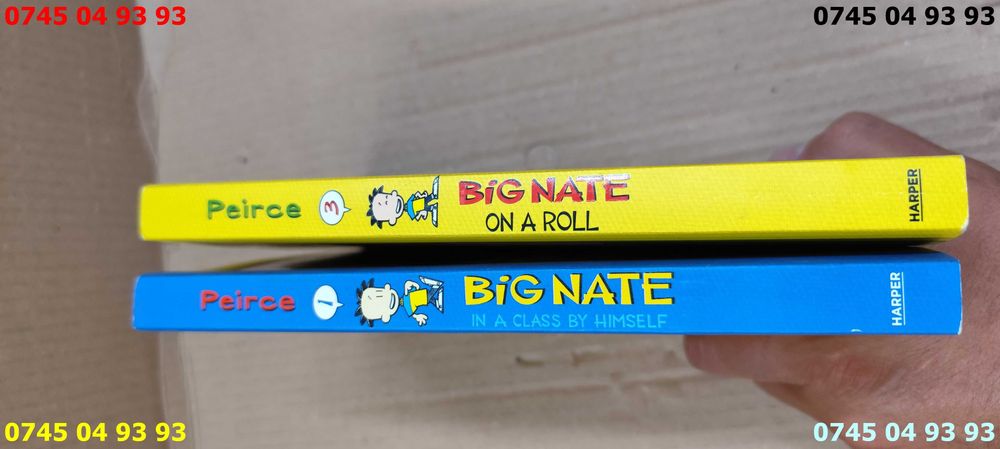 0745 04 93 93
0745 04 93 93
Peirce 3 BiG NATE HARPER
ON A ROLL
Peirce 1 BiG NATE HARPER
IN A CLASS BY HIMSELF
0745 04 93 93
0745 04 93 93